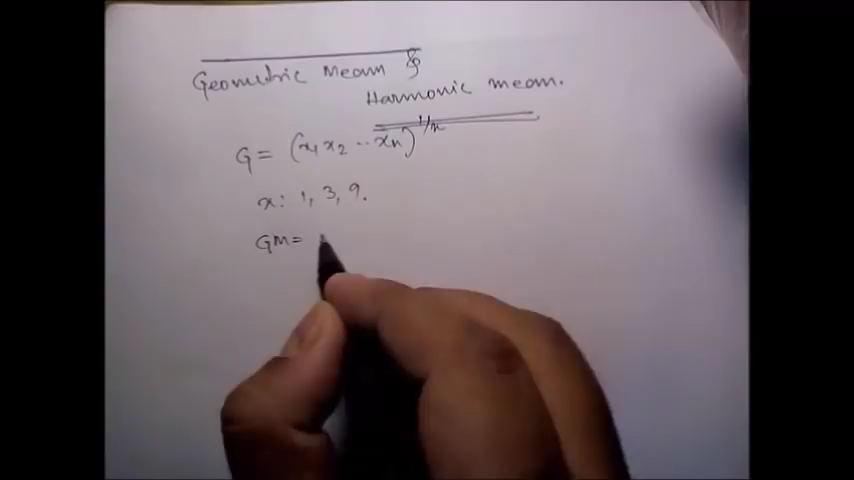 Geometric Mean &
Harmonic mean.
G = (x₁ x₂ ·· xₙ)^1/n
x: 1, 3, 9.
GM =